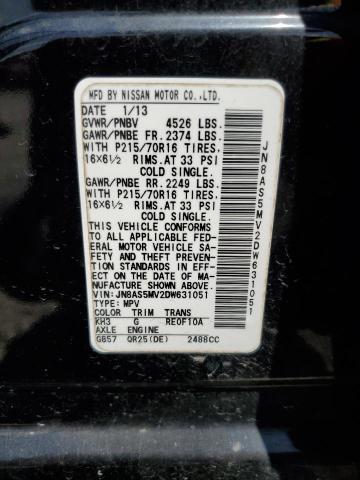 MFD BY NISSAN MOTOR CO.,LTD.
DATE 1/13
GVWR/PNBV 4526 LBS.
GAWR/PNBE FR. 2374 LBS.
WITH P215/70R16 TIRES,
16X6½ RIMS.AT 33 PSI
COLD SINGLE.
GAWR/PNBE RR. 2249 LBS.
WITH P215/70R16 TIRES,
16X6½ RIMS.AT 33 PSI
COLD SINGLE.
THIS VEHICLE CONFORMS
TO ALL APPLICABLE FED-
ERAL MOTOR VEHICLE SA-
FETY AND THEFT PREVEN-
TION STANDARDS IN EFF-
ECT ON THE DATE OF MA-
NUFACTURE SHOWN ABOVE.
VIN: JN8AS5MV2DW631051
TYPE: MPV
COLOR TRIM TRANS
KH3 G RE0F10A
AXLE ENGINE
GB57 QR25(DE) 2488CC
JN8AS5MV2DW631051